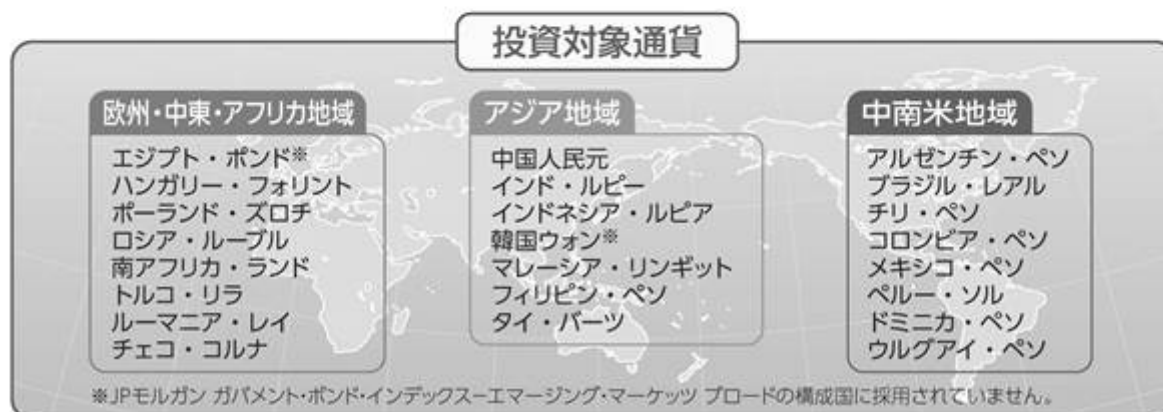 投資対象通貨
欧州・中東・アフリカ地域
エジプト・ポンド※
ハンガリー・フォリント
ポーランド・ズロチ
ロシア・ルーブル
南アフリカ・ランド
トルコ・リラ
ルーマニア・レイ
チェコ・コルナ
アジア地域
中国人民元
インド・ルピー
インドネシア・ルピア
韓国ウォン※
マレーシア・リンギット
フィリピン・ペソ
タイ・バーツ
中南米地域
アルゼンチン・ペソ
ブラジル・レアル
チリ・ペソ
コロンビア・ペソ
メキシコ・ペソ
ペルー・ソル
ドミニカ・ペソ
ウルグアイ・ペソ
※JPモルガン ガバメント・ボンド・インデックス−エマージング・マーケッツ ブロードの構成国に採用されていません。